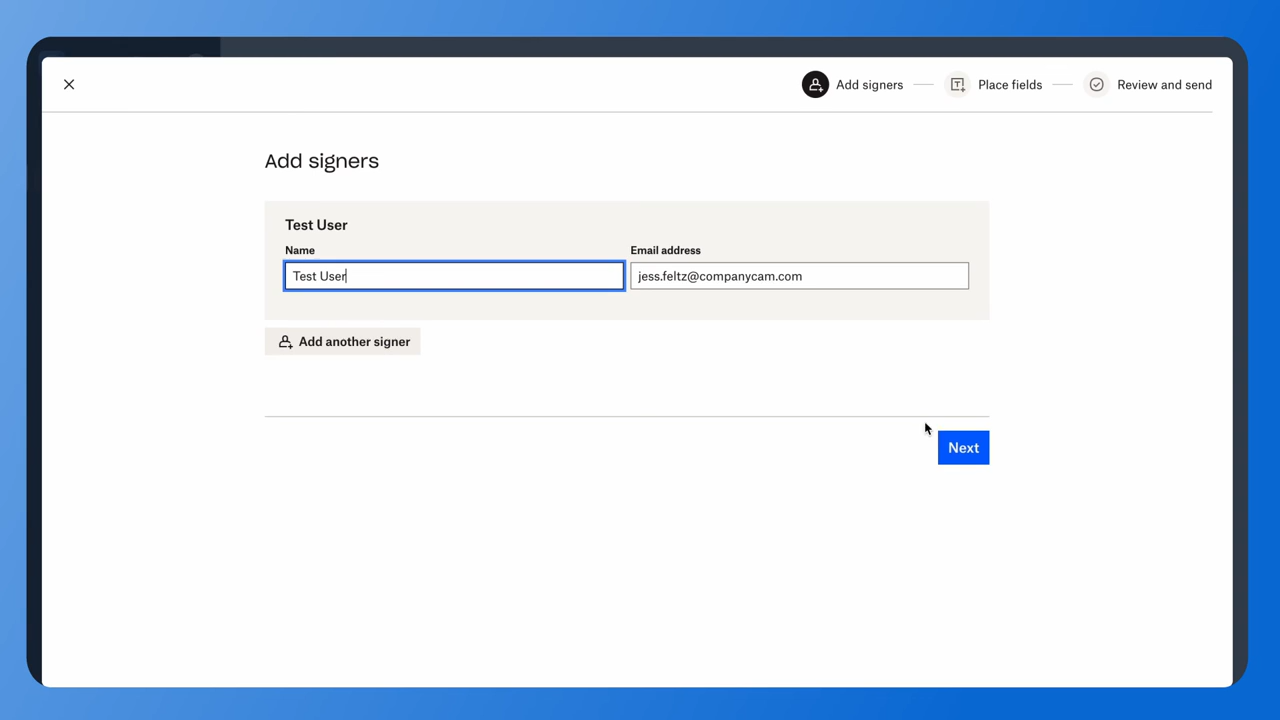 Add signers
Place fields
Review and send
Add signers
Test User
Name
Email address
Test User
jess.feltz@companycam.com
Add another signer
Next